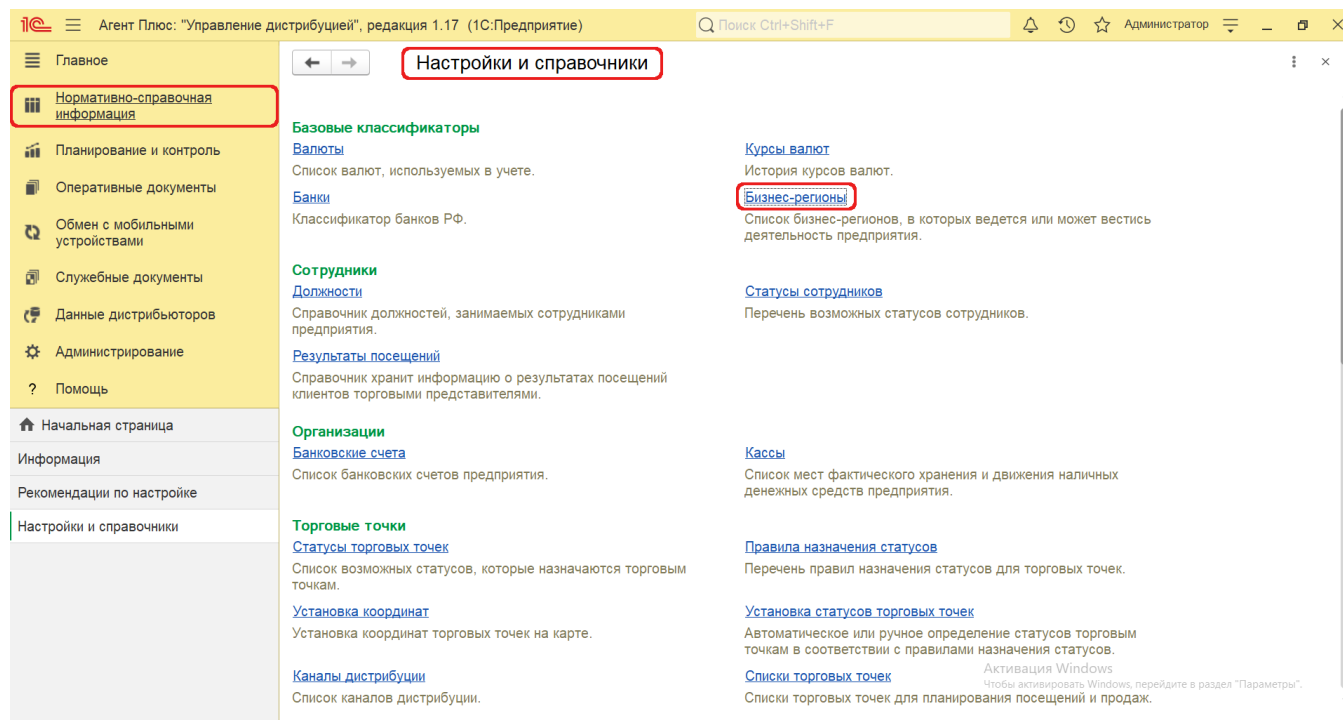 Агент Плюс: "Управление дистрибуцией", редакция 1.17 (1С:Предприятие)
Поиск Ctrl+Shift+F
Администратор
Главное
Нормативно-справочная
информация
Планирование и контроль
Оперативные документы
Обмен с мобильными
устройствами
Служебные документы
Данные дистрибьюторов
Администрирование
? Помощь
Начальная страница
Информация
Рекомендации по настройке
Настройки и справочники
Настройки и справочники
Базовые классификаторы
Валюты
Список валют, используемых в учете.
Курсы валют
История курсов валют.
Банки
Классификатор банков РФ.
Бизнес-регионы
Список бизнес-регионов, в которых ведется или может вестись
деятельность предприятия.
Сотрудники
Должности
Справочник должностей, занимаемых сотрудниками
предприятия.
Статусы сотрудников
Перечень возможных статусов сотрудников.
Результаты посещений
Справочник хранит информацию о результатах посещений
клиентов торговыми представителями.
Организации
Банковские счета
Список банковских счетов предприятия.
Кассы
Список мест фактического хранения и движения наличных
денежных средств предприятия.
Торговые точки
Статусы торговых точек
Список возможных статусов, которые назначаются торговым
точкам.
Правила назначения статусов
Перечень правил назначения статусов для торговых точек.
Установка координат
Установка координат торговых точек на карте.
Установка статусов торговых точек
Автоматическое или ручное определение статусов торговым
точкам в соответствии с правилами назначения статусов.
Каналы дистрибуции
Список каналов дистрибуции.
Списки торговых точек
Списки торговых точек для планирования посещений и продаж.
Активация Windows
Чтобы активировать Windows, перейдите в раздел "Параметры".